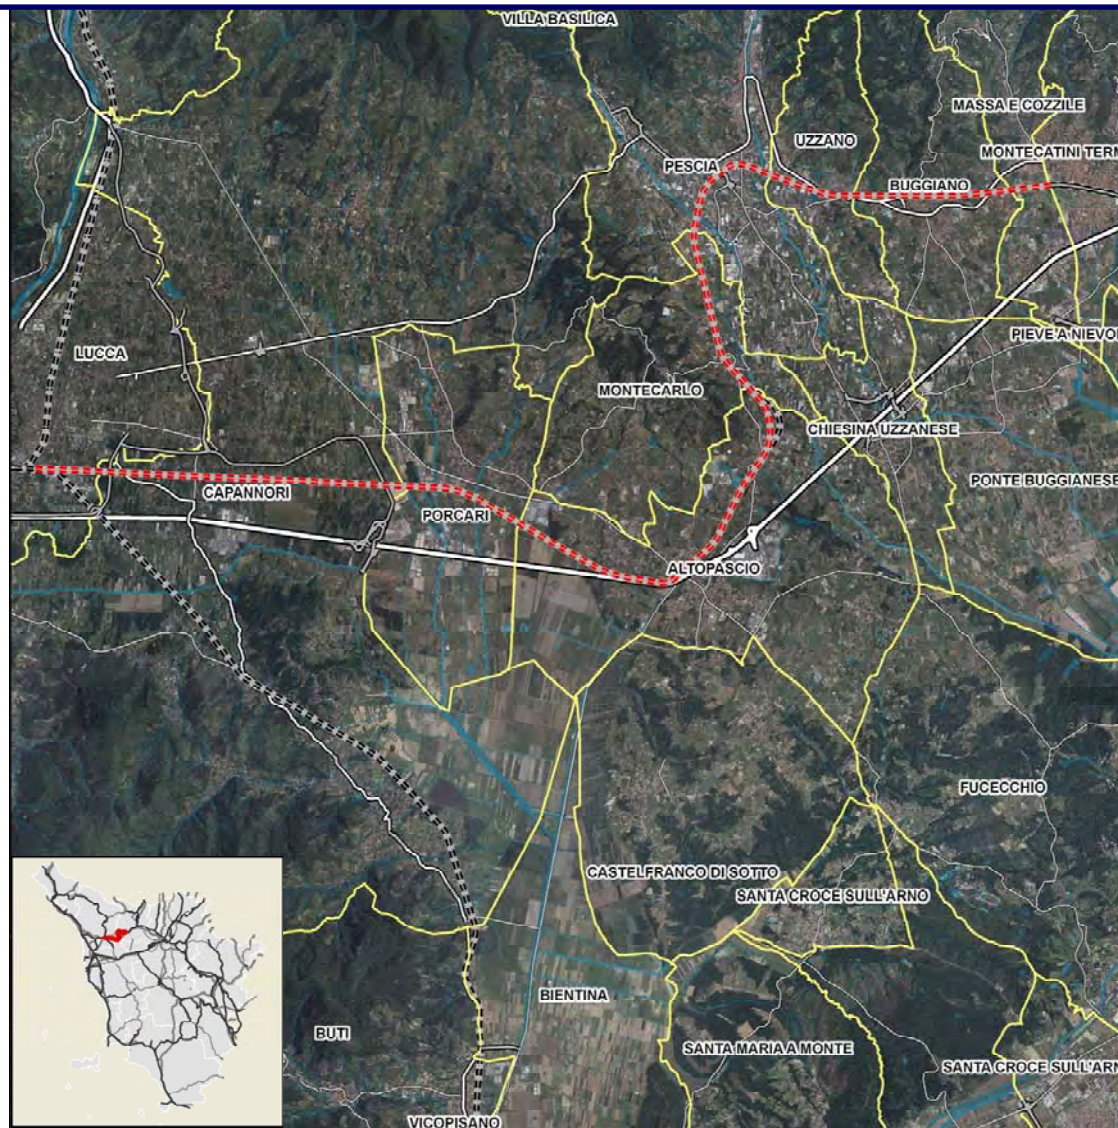 VILLA BASILICA
MASSA E COZZILE
UZZANO
MONTECATINI TERM
PESCIA
BUGGIANO
PIEVE A NIEVOL
LUCCA
MONTECARLO
CHIESINA UZZANESE
PONTE BUGGIANESE
CAPANNORI
PORCARI
ALTOPASCIO
FUCECCHIO
CASTELFRANCO DI SOTTO
SANTA CROCE SULL'ARNO
BIENTINA
BUTI
SANTA MARIA A MONTE
SANTA CROCE SULL'ARN
VICOPISANO